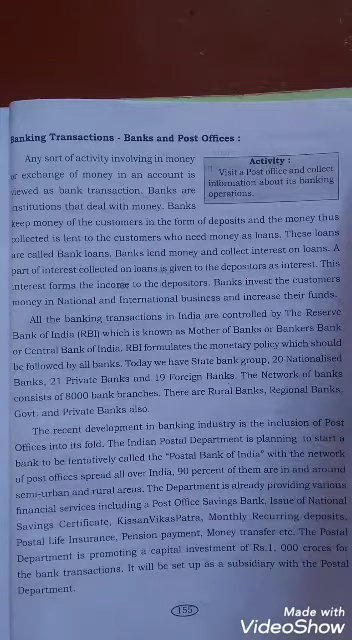 Banking Transactions - Banks and Post Offices :
Any sort of activity involving in money
or exchange of money in an account is
viewed as bank transaction. Banks are
institutions that deal with money. Banks
Activity :
Visit a Post office and collect
information about its banking
operations.
keep money of the customers in the form of deposits and the money thus
collected is lent to the customers who need money as loans. These loans
are called Bank loans. Banks lend money and collect interest on loans. A
part of interest collected on loans is given to the depositors as interest. This
interest forms the income to the depositors. Banks invest the customers
money in National and International business and increase their funds.
All the banking transactions in India are controlled by The Reserve
Bank of India (RBI) which is known as Mother of Banks or Bankers Bank
or Central Bank of India. RBI formulates the monetary policy which should
be followed by all banks. Today we have State bank group, 20 Nationalised
Banks, 21 Private Banks and 19 Foreign Banks. The Network of banks
consists of 8000 bank branches. There are Rural Banks, Regional Banks,
Govt. and Private Banks also.
The recent development in banking industry is the inclusion of Post
Offices into its fold. The Indian Postal Department is planning to start a
bank to be tentatively called the "Postal Bank of India" with the network
of post offices spread all over India, 90 percent of them are in and around
semi-urban and rural areas. The Department is already providing various
financial services including a Post Office Savings Bank, Issue of National
Savings Certificate, KissanVikasPatra, Monthly Recurring deposits,
Postal Life Insurance, Pension payment, Money transfer etc. The Postal
Department is promoting a capital investment of Rs.1, 000 crores for
the bank transactions. It will be set up as a subsidiary with the Postal
Department.
155
Made with
VideoShow